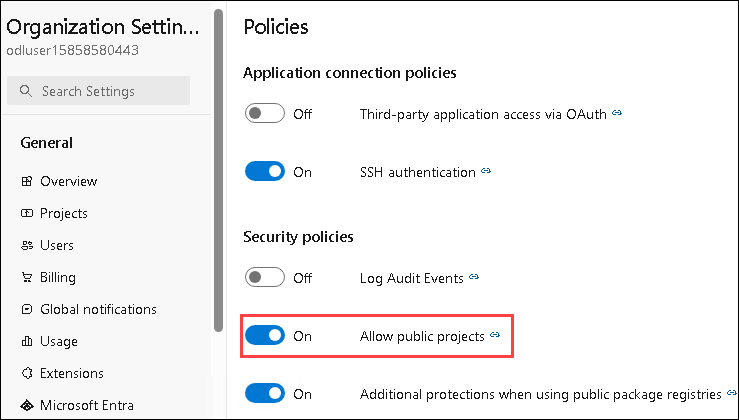 Organization Settin...
odluser15858580443
Search Settings
General
Overview
Projects
Users
Billing
Global notifications
Usage
Extensions
Microsoft Entra
Policies
Application connection policies
Off Third-party application access via OAuth
On SSH authentication
Security policies
Off Log Audit Events
On Allow public projects
On Additional protections when using public package registries